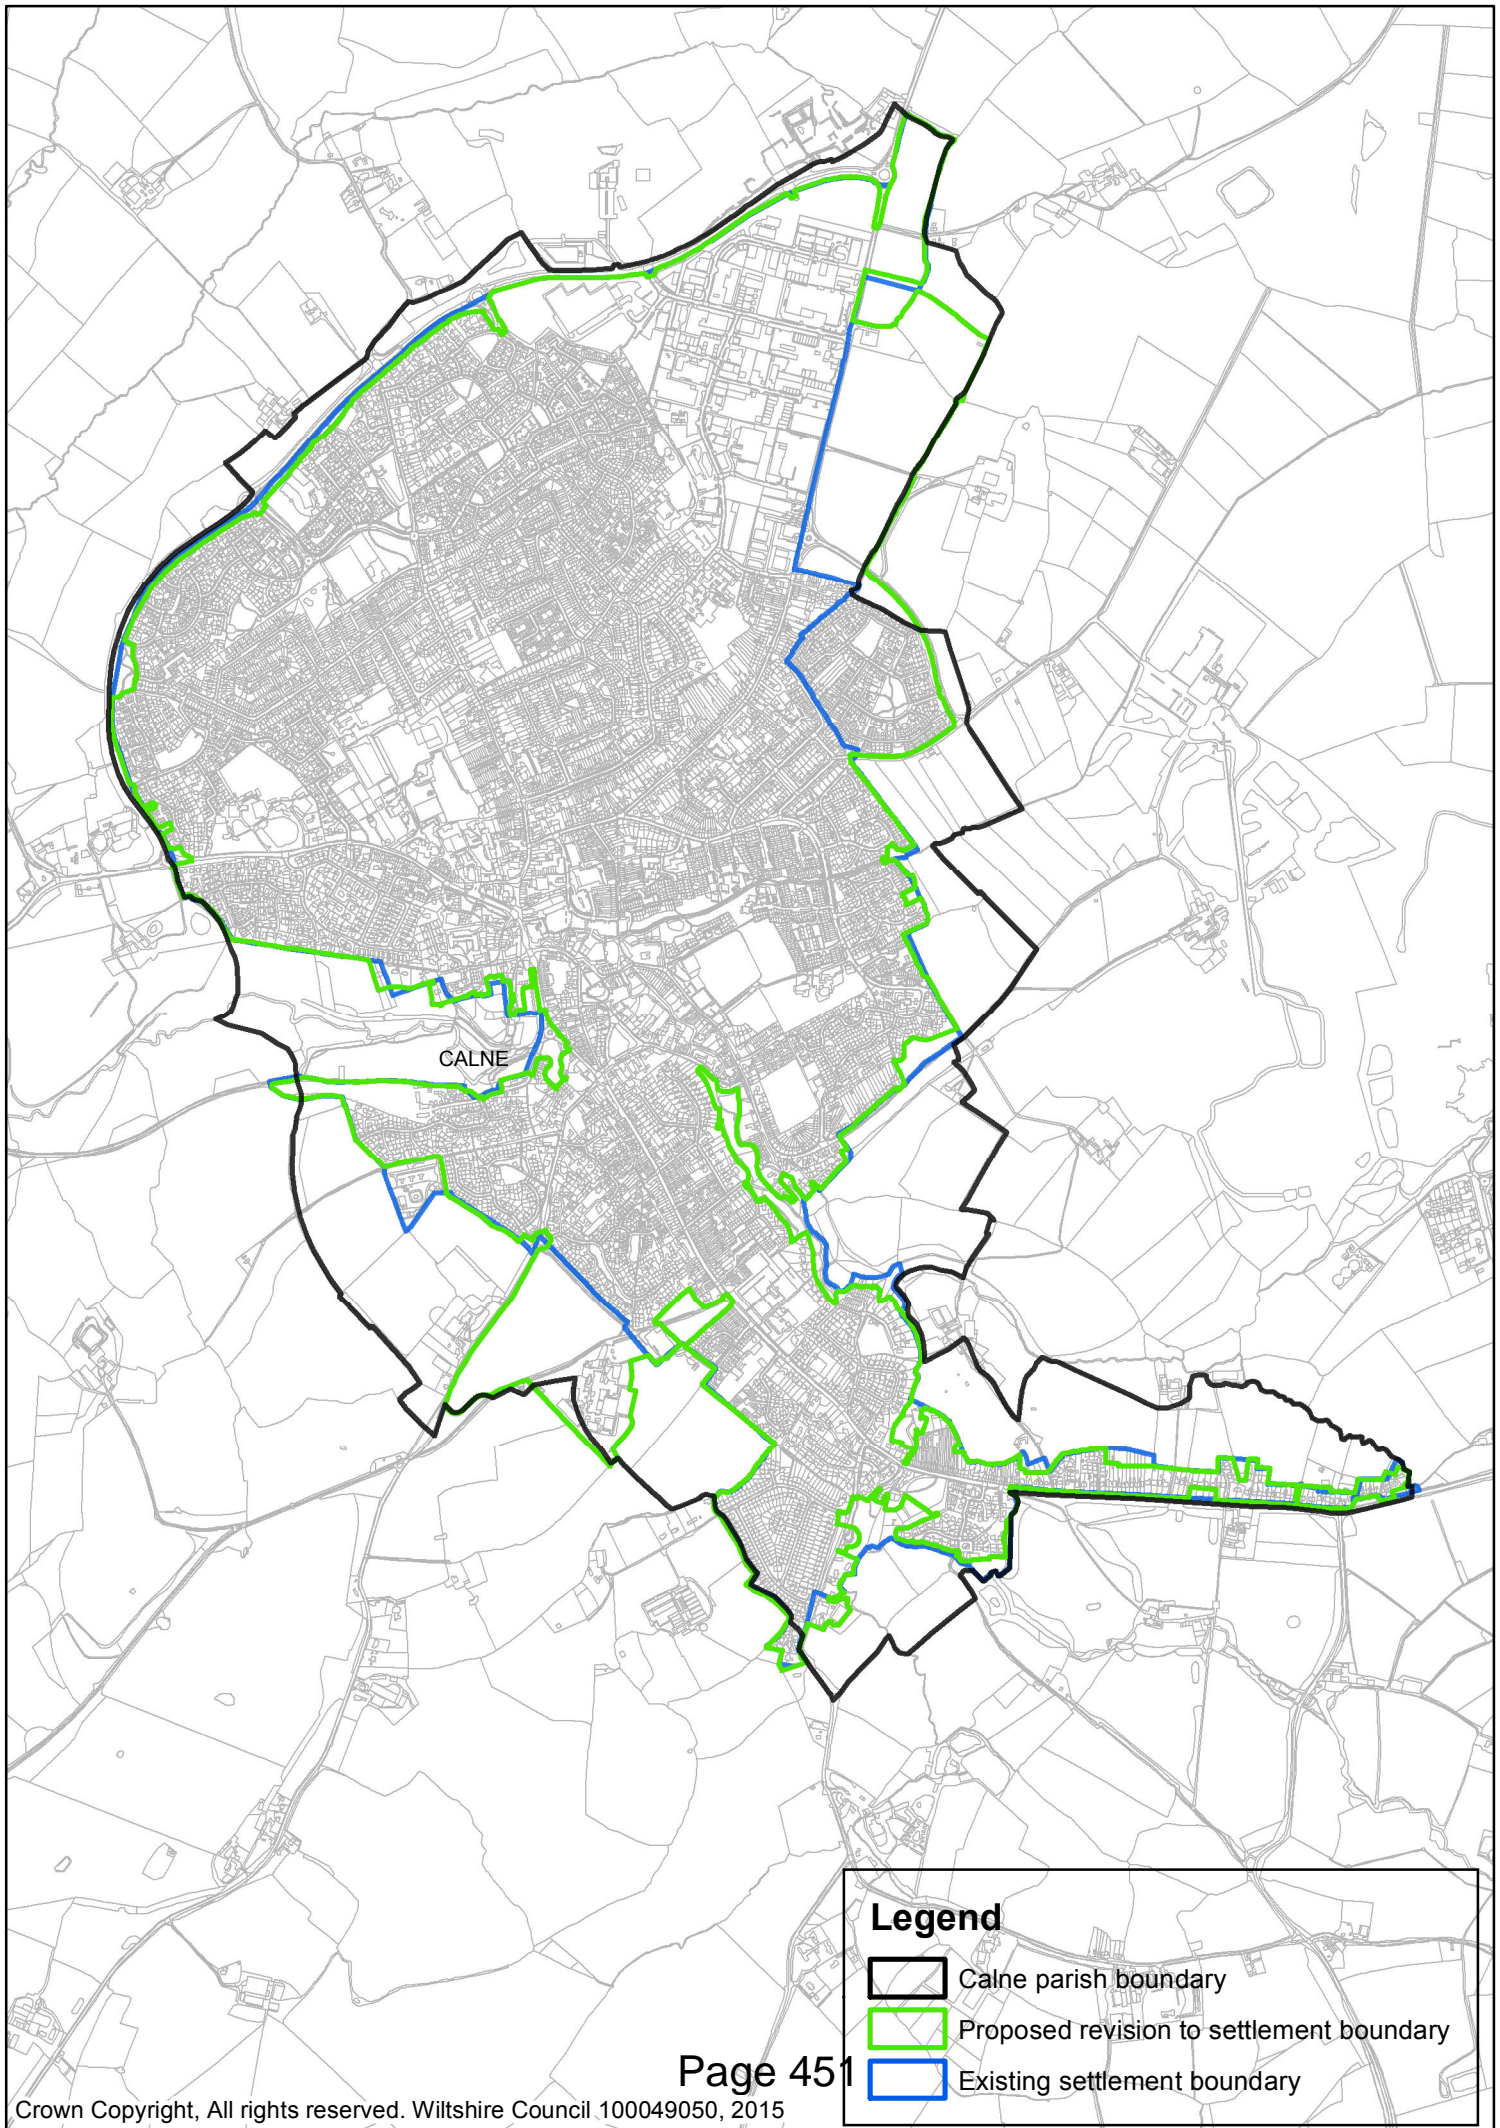 CALNE
Legend
Calne parish boundary
Proposed revision to settlement boundary
Existing settlement boundary
Page 451
Crown Copyright, All rights reserved. Wiltshire Council 100049050, 2015